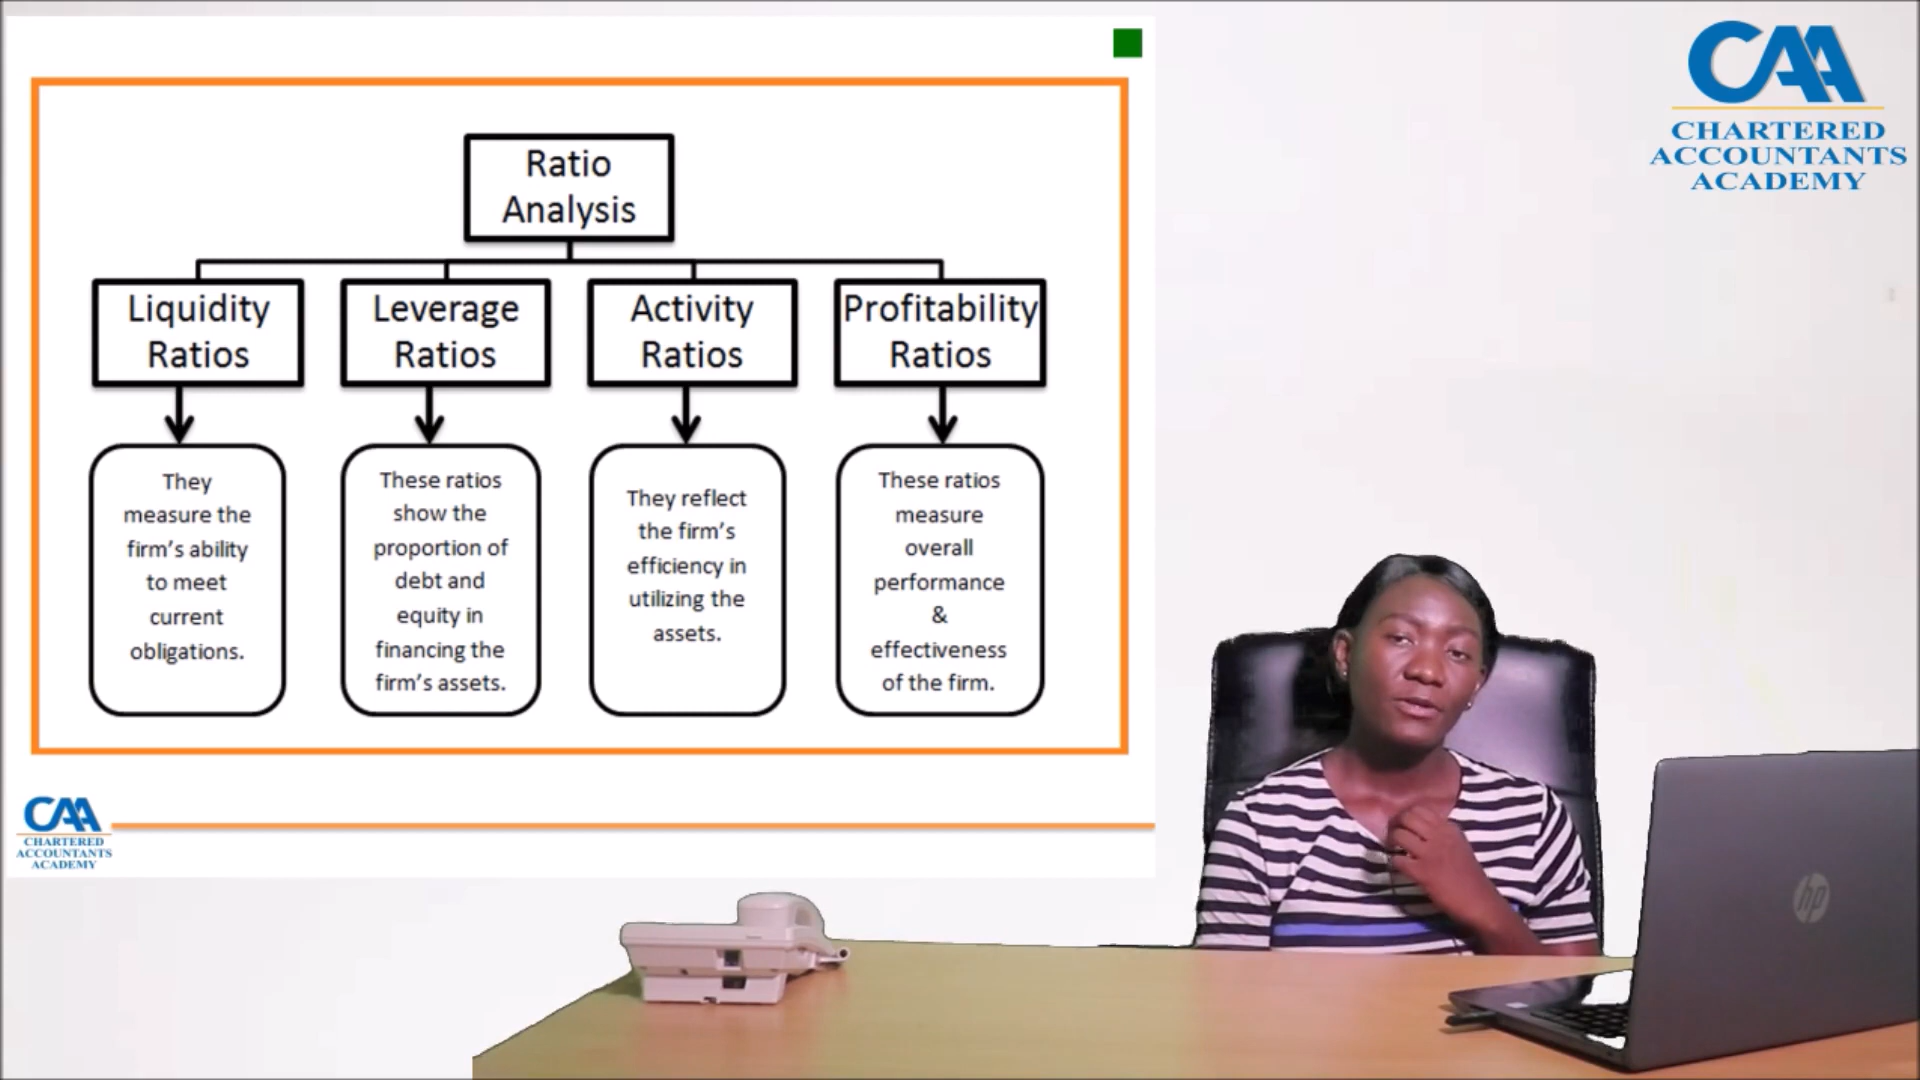 Ratio
Analysis
Liquidity
Ratios
Leverage
Ratios
Activity
Ratios
Profitability
Ratios
They
measure the
firm's ability
to meet
current
obligations.
These ratios
show the
proportion of
debt and
equity in
financing the
firm's assets.
They reflect
the firm's
efficiency in
utilizing the
assets.
These ratios
measure
overall
performance
&
effectiveness
of the firm.
CAA
CHARTERED
ACCOUNTANTS
ACADEMY
CAA
CHARTERED
ACCOUNTANTS
ACADEMY
hp